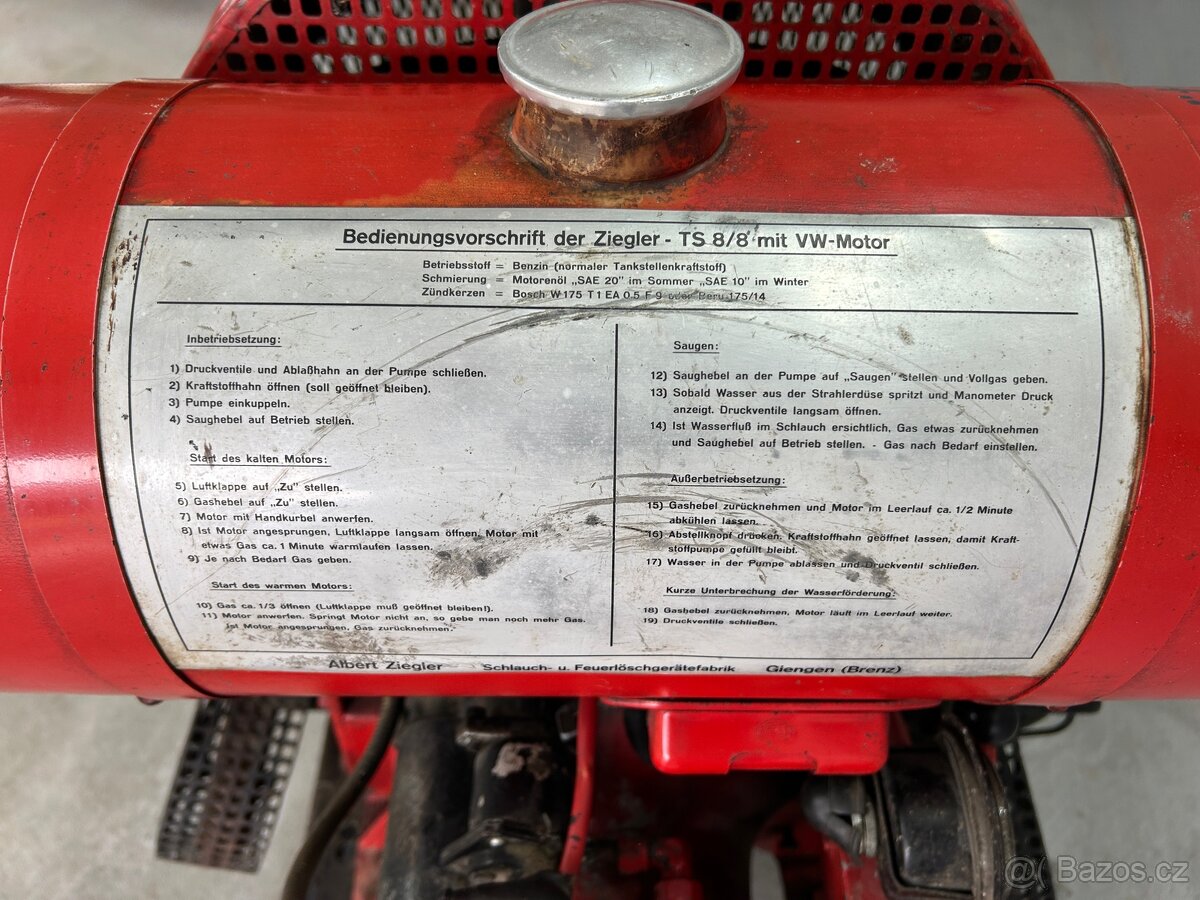 Bedienungsvorschrift der Ziegler - TS 8/8 mit VW-Motor
Betriebsstoff = Benzin (normaler Tankstellenkraftstoff)
Schmierung = Motorenöl „SAE 20" im Sommer „SAE 10" im Winter
Zündkerzen = Bosch W 175 T 1 EA 0.5 F 9 oder Beru 175/14
Inbetriebsetzung:
1) Druckventile und Ablaßhahn an der Pumpe schließen.
2) Kraftstoffhahn öffnen (soll geöffnet bleiben).
3) Pumpe einkuppeln.
4) Saughebel auf Betrieb stellen.
Start des kalten Motors:
5) Luftklappe auf „Zu" stellen.
6) Gashebel auf „Zu" stellen.
7) Motor mit Handkurbel anwerfen.
8) Ist Motor angesprungen, Luftklappe langsam öffnen, Motor mit
etwas Gas ca. 1 Minute warmlaufen lassen.
9) Je nach Bedarf Gas geben.
Start des warmen Motors:
10) Gas ca. 1/3 öffnen (Luftklappe muß geöffnet bleiben!).
11) Motor anwerfen. Springt Motor nicht an, so gebe man noch mehr Gas.
Ist Motor angesprungen, Gas zurücknehmen.
Saugen:
12) Saughebel an der Pumpe auf „Saugen" stellen und Vollgas geben.
13) Sobald Wasser aus der Strahlerdüse spritzt und Manometer Druck
anzeigt. Druckventile langsam öffnen.
14) Ist Wasserfluß im Schlauch ersichtlich, Gas etwas zurücknehmen
und Saughebel auf Betrieb stellen. - Gas nach Bedarf einstellen.
Außerbetriebsetzung:
15) Gashebel zurücknehmen und Motor im Leerlauf ca. 1/2 Minute
abkühlen lassen.
16) Abstellknopf drücken. Kraftstoffhahn geöffnet lassen, damit Kraft-
stoffpumpe gefüllt bleibt.
17) Wasser in der Pumpe ablassen und Druckventil schließen.
Kurze Unterbrechung der Wasserförderung:
18) Gashebel zurücknehmen, Motor läuft im Leerlauf weiter.
19) Druckventile schließen.
Albert Ziegler Schlauch- u. Feuerlöschgerätefabrik Giengen (Brenz)
Bazos.cz